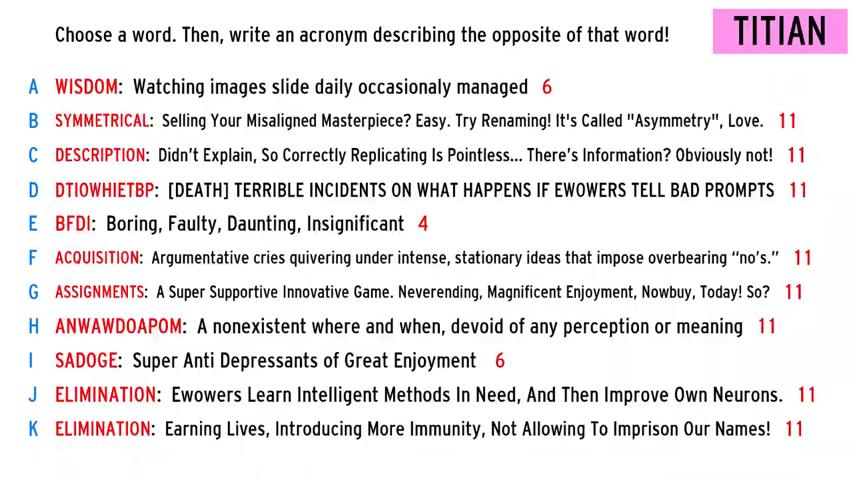 Choose a word. Then, write an acronym describing the opposite of that word!
TITIAN
A WISDOM: Watching images slide daily occasionaly managed 6
B SYMMETRICAL: Selling Your Misaligned Masterpiece? Easy. Try Renaming! It's Called "Asymmetry", Love. 11
C DESCRIPTION: Didn't Explain, So Correctly Replicating Is Pointless... There's Information? Obviously not! 11
D DTIOWHIETBP: [DEATH] TERRIBLE INCIDENTS ON WHAT HAPPENS IF EWOWERS TELL BAD PROMPTS 11
E BFDI: Boring, Faulty, Daunting, Insignificant 4
F ACQUISITION: Argumentative cries quivering under intense, stationary ideas that impose overbearing “no's.” 11
G ASSIGNMENTS: A Super Supportive Innovative Game. Neverending, Magnificent Enjoyment, Nowbuy, Today! So? 11
H ANWAWDOAPOM: A nonexistent where and when, devoid of any perception or meaning 11
I SADOGE: Super Anti Depressants of Great Enjoyment 6
J ELIMINATION: Ewowers Learn Intelligent Methods In Need, And Then Improve Own Neurons. 11
K ELIMINATION: Earning Lives, Introducing More Immunity, Not Allowing To Imprison Our Names! 11